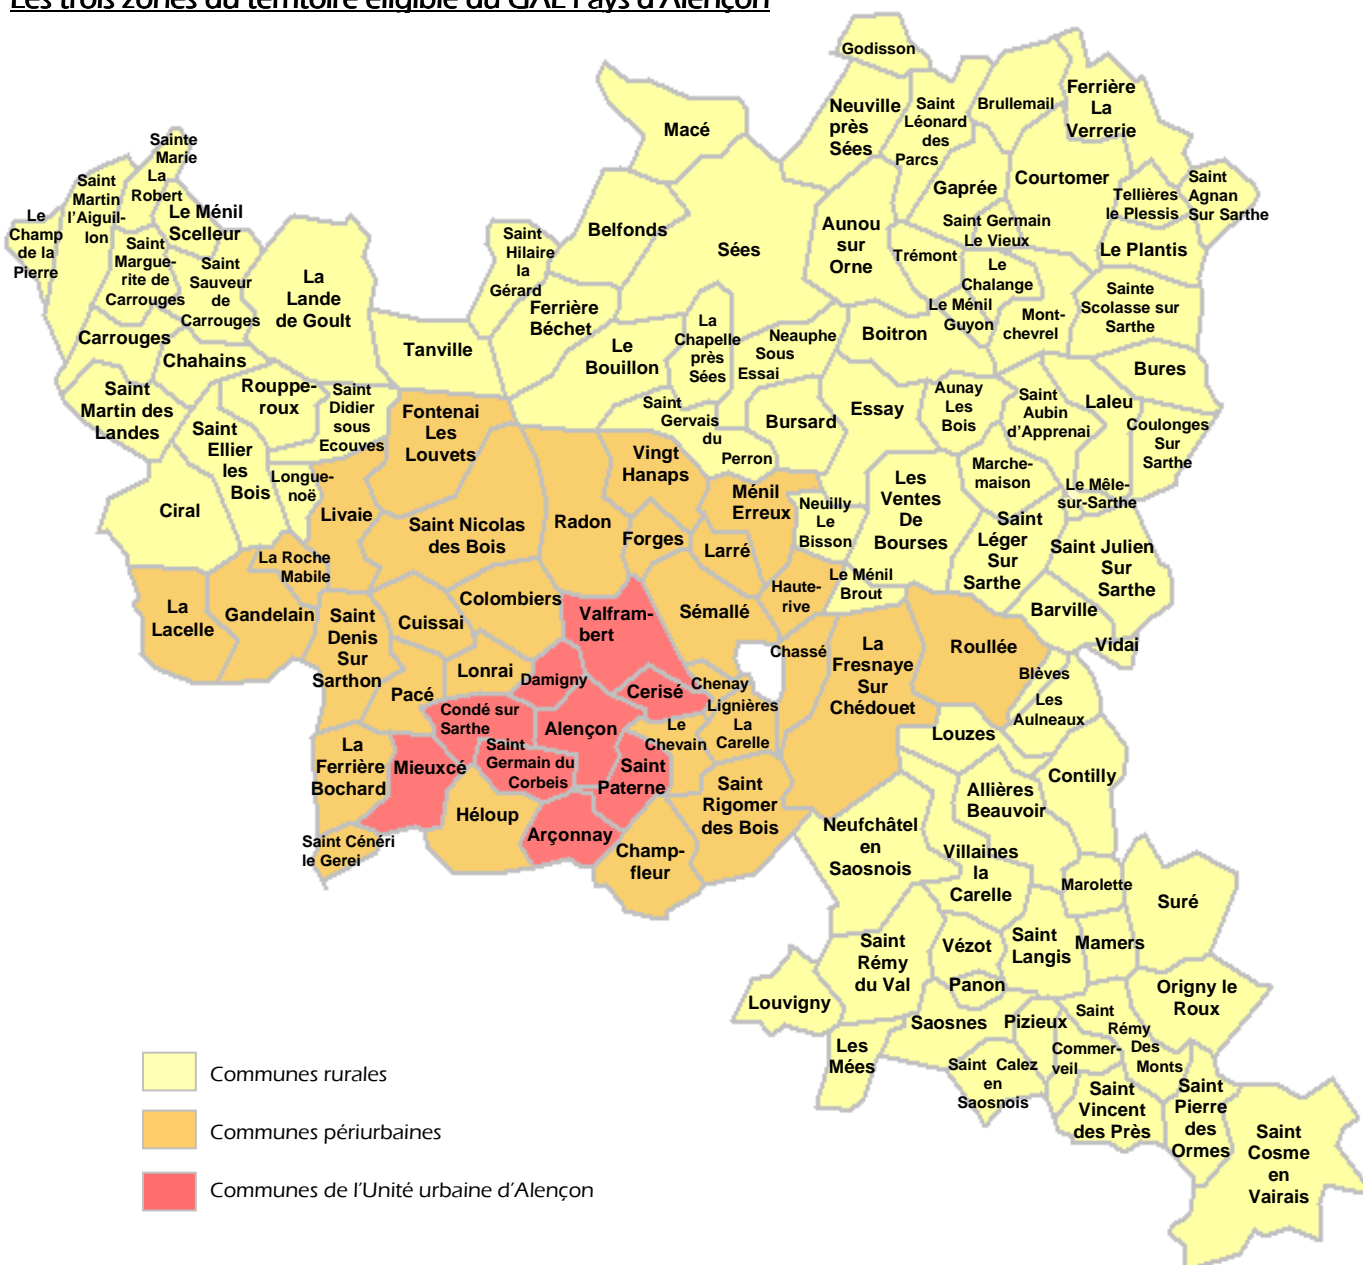 Les trois zones du territoire éligible du GAL Pays d'Alençon
Godisson
Ferrière
La
Verrerie
Brullemail
Neuville
près
Sées
Saint
Léonard
des
Parcs
Macé
Sainte
Marie
La
Robert
Saint
Martin
l'Aiguil-
lon
Le
Champ
de la
Pierre
Le Ménil
Scelleur
Saint
Margue-
rite de
Carrouges
Saint
Sauveur
de
Carrouges
La
Lande
de Goult
Saint
Hilaire
la
Gérard
Belfonds
Sées
Aunou
sur
Orne
Gaprée
Courtomer
Tellières
le Plessis
Saint
Agnan
Sur Sarthe
Saint Germain
Le Vieux
Trémont
Le Plantis
Le
Chalange
Le Ménil
Guyon
Mont-
chevrel
Sainte
Scolasse sur
Sarthe
Ferrière
Béchet
La
Chapelle
près
Sées
Neauphe
Sous
Essai
Boitron
Carrouges
Chahains
Tanville
Le
Bouillon
Bures
Saint
Martin des
Landes
Rouppe-
roux
Saint
Didier
sous
Ecouves
Fontenai
Les
Louvets
Saint
Gervais
du
Perron
Bursard
Essay
Aunay
Les
Bois
Saint
Aubin
d'Apprenai
Laleu
Coulonges
Sur
Sarthe
Saint
Ellier
les
Bois
Longue-
noë
Vingt
Hanaps
Marche-
maison
Le Mêle-
sur-Sarthe
Ciral
Livaie
Saint Nicolas
des Bois
Radon
Forges
Ménil
Erreux
Larré
Neuilly
Le
Bisson
Les
Ventes
De
Bourses
Saint
Léger
Sur
Sarthe
Saint Julien
Sur
Sarthe
La Roche
Mabile
La
Lacelle
Gandelain
Saint
Denis
Sur
Sarthon
Cuissai
Colombiers
Valfram-
bert
Sémallé
Haute-
rive
Le Ménil
Brout
Barville
Vidai
Chassé
La
Fresnaye
Sur
Chédouet
Roullée
Blèves
Les
Aulneaux
Pacé
Lonrai
Damigny
Cerisé
Chenay
Lignières
La
Carelle
Condé sur
Sarthe
Alençon
Le
Chevain
Louzes
La
Ferrière
Bochard
Mieuxcé
Saint
Germain du
Corbeis
Saint
Paterne
Saint
Rigomer
des Bois
Contilly
Allières
Beauvoir
Saint Cénéri
le Gerei
Héloup
Arçonnay
Champ-
fleur
Neufchâtel
en
Saosnois
Villaines
la
Carelle
Marolette
Suré
Saint
Rémy
du Val
Vézot
Saint
Langis
Mamers
Louvigny
Panon
Origny le
Roux
Saosnes
Pizieux
Saint
Rémy
Des
Monts
Les
Mées
Saint Calez
en
Saosnois
Commer-
veil
Saint
Vincent
des Près
Saint
Pierre
des
Ormes
Saint
Cosme
en
Vairais
Communes rurales
Communes périurbaines
Communes de l'Unité urbaine d'Alençon